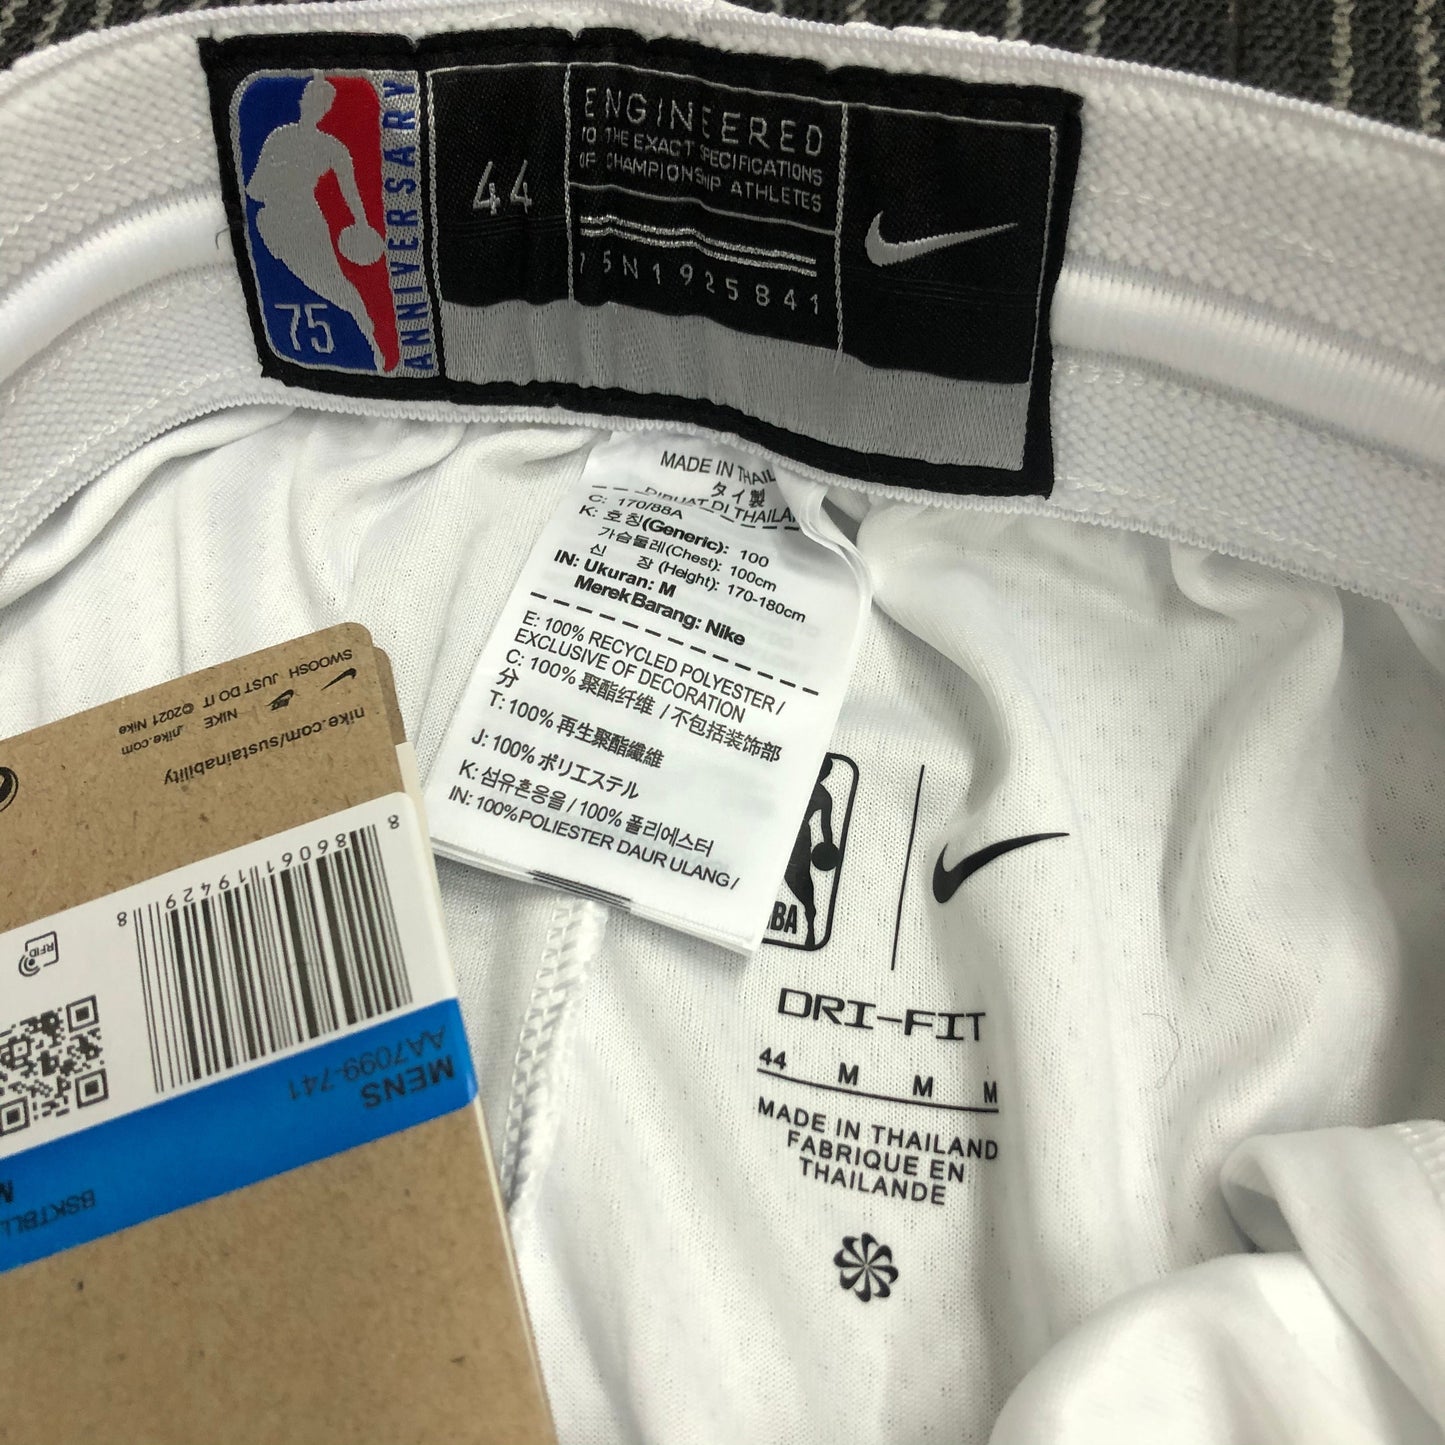 75
ANNIVERSARY
44
ENGINEERED
TO THE EXACT SPECIFICATIONS
OF CHAMPIONSHIP ATHLETES
75N1925841
MADE IN THAIL
タイ製
DIBUAT DI THAILA
C: 170/88A
K: 호칭(Generic): 100
가슴둘레(Chest): 100cm
신 장 (Height): 170-180cm
IN: Ukuran: M
Merek Barang: Nike
E: 100% RECYCLED POLYESTER /
EXCLUSIVE OF DECORATION
C: 100% 聚酯纤维 / 不包括装饰部
分
T: 100% 再生聚酯纖維
J: 100% ポリエステル
K: 섬유혼용율 / 100% 폴리에스터
IN: 100% POLIESTER DAUR ULANG /
BA
DRI-FIT
44 M M M
MADE IN THAILAND
FABRIQUE EN
THAILANDE
SWOOSH JUST DO IT ©2021 Nike
NIKE nike.com
nike.com/sustainability
8 86061 19429 8
RFID
MENS
AA7099-741
BSKTBLL
M